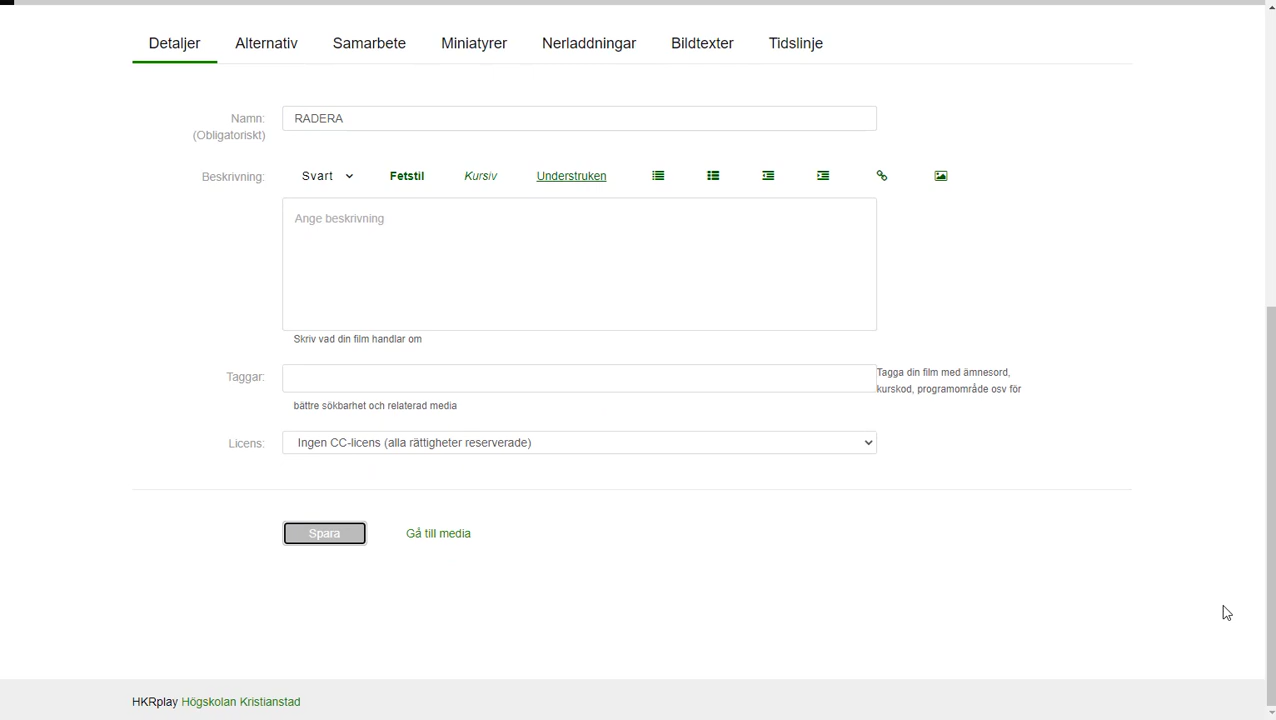 Detaljer Alternativ Samarbete Miniatyrer Nerladdningar Bildtexter Tidslinje
Namn: RADERA
(Obligatoriskt)
Beskrivning: Svart Fetstil Kursiv Understruken
Ange beskrivning
Skriv vad din film handlar om
Taggar: Tagga din film med ämnesord,
kurskod, programområde osv för
bättre sökbarhet och relaterad media
Licens: Ingen CC-licens (alla rättigheter reserverade)
Spara Gå till media
HKRplay Högskolan Kristianstad